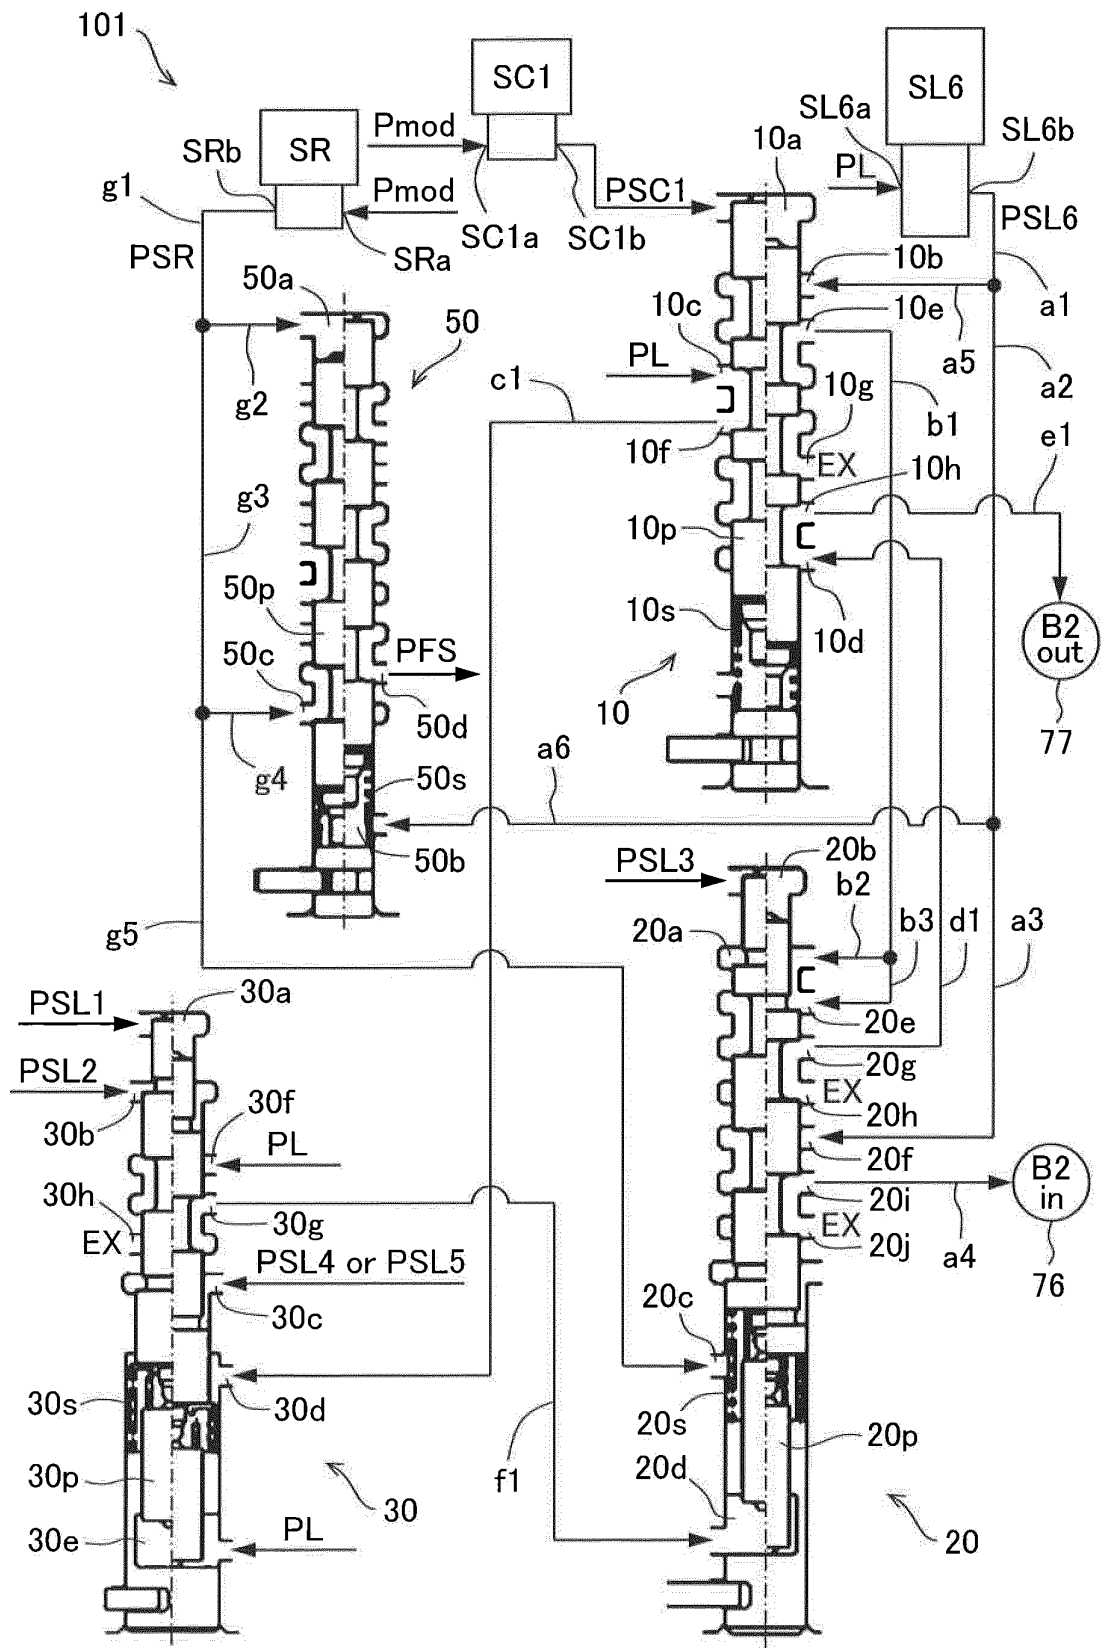 101
SC1
SL6
SR
Pmod
SL6a
SL6b
10a
SRb
PL
g1
Pmod
PSC1
PSL6
SC1a
SC1b
PSR
SRa
10b
50a
10c
10e
a1
50
a5
PL
c1
a2
g2
10g
b1
10f
EX
e1
10h
g3
10p
50p
10s
B2
out
50c
PFS
10d
10
50d
77
g4
a6
50s
50b
PSL3
20b
b2
g5
20a
b3
d1
a3
PSL1
30a
20e
PSL2
20g
30f
EX
30b
20h
PL
20f
B2
in
30h
20i
30g
EX
EX
20j
a4
PSL4 or PSL5
76
20c
30c
30s
30d
20s
20p
30p
20d
f1
30
30e
PL
20